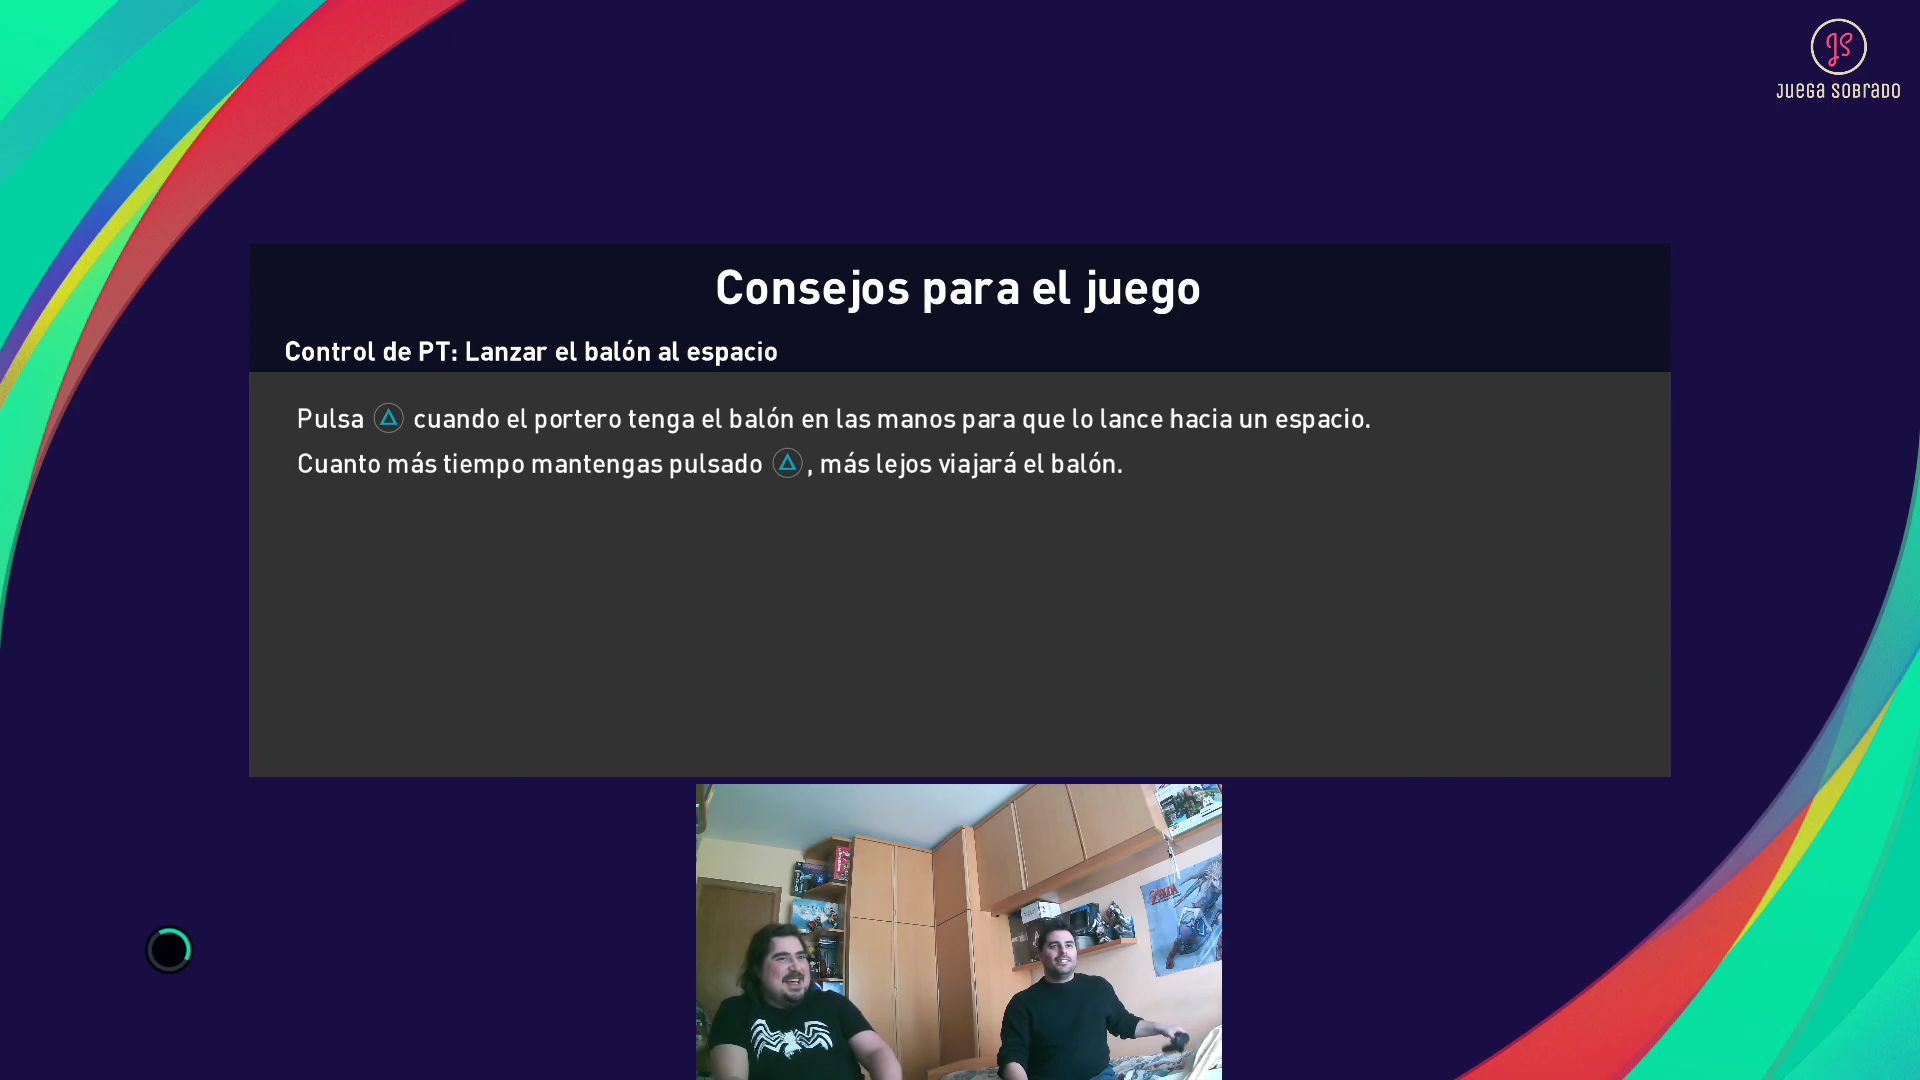 JS
Juega Sobrado
Consejos para el juego
Control de PT: Lanzar el balón al espacio
Pulsa △ cuando el portero tenga el balón en las manos para que lo lance hacia un espacio.
Cuanto más tiempo mantengas pulsado △, más lejos viajará el balón.
ZELDA